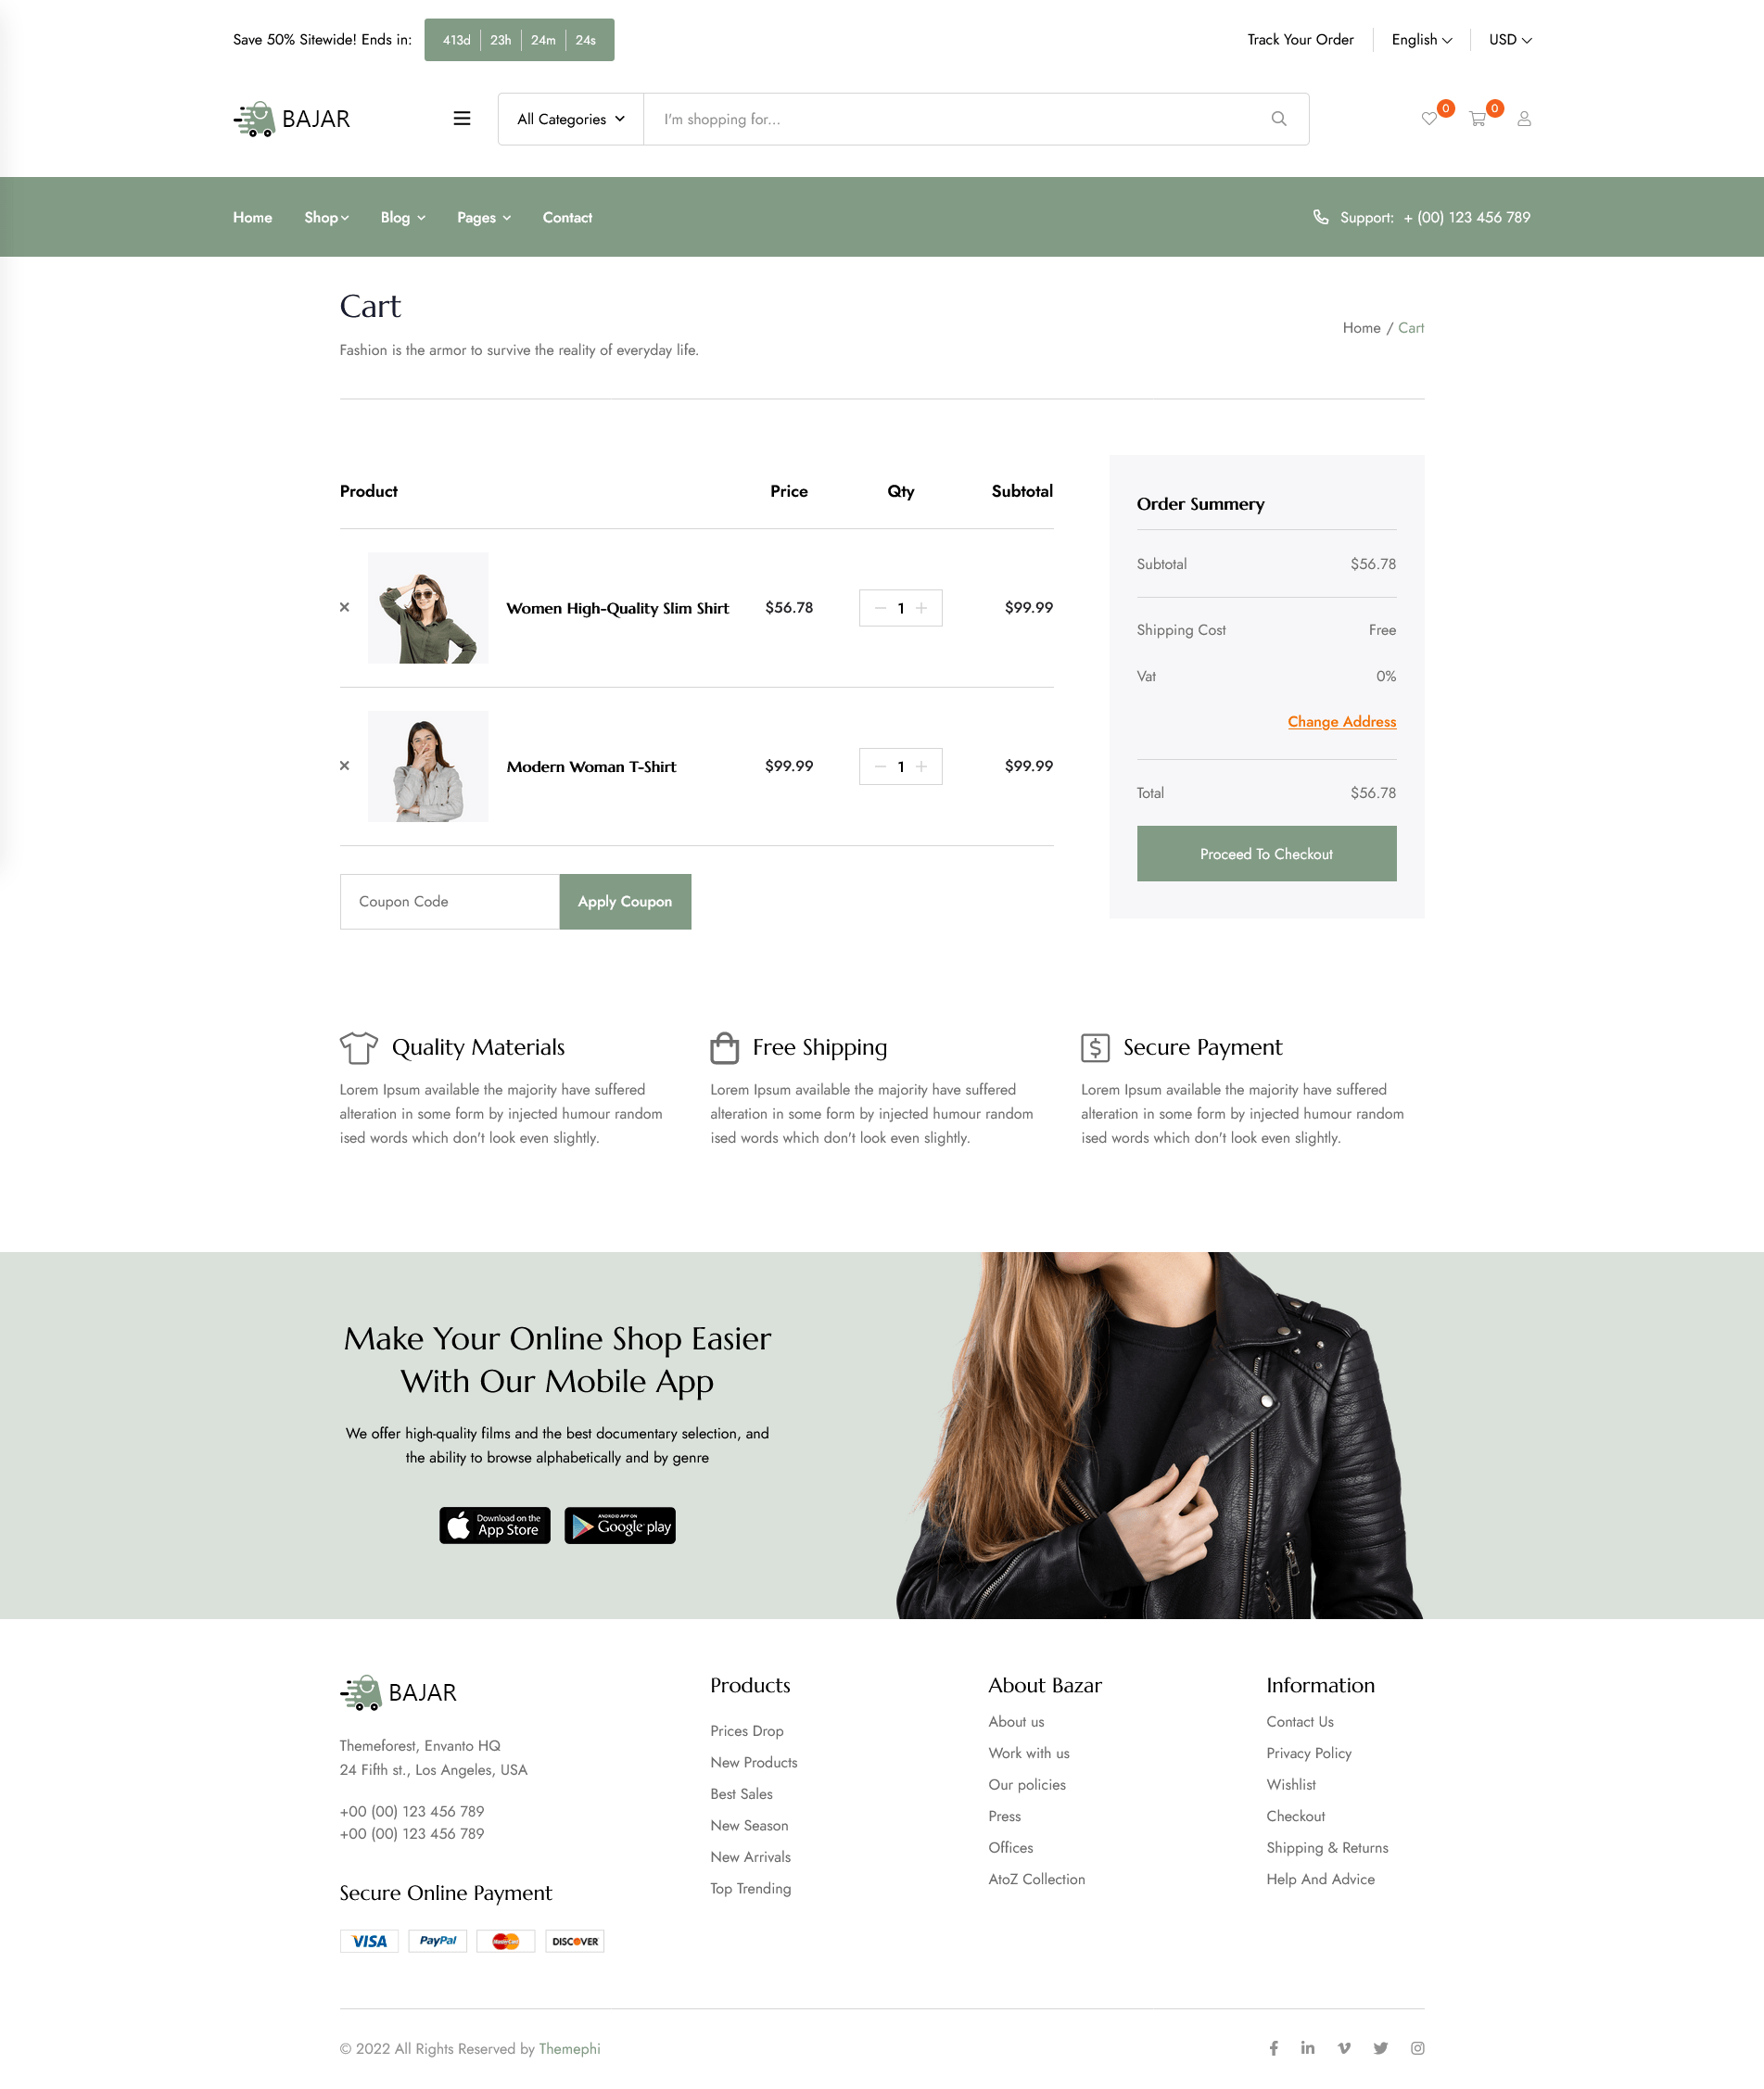 Save 50% Sitewide! Ends in:
413d 23h 24m 24s
Track Your Order English USD
BAJAR
All Categories
I'm shopping for...
0
0
Home Shop Blog Pages Contact
Support: + (00) 123 456 789
Cart
Fashion is the armor to survive the reality of everyday life.
Home / Cart
Product Price Qty Subtotal
Women High-Quality Slim Shirt $56.78 1 $99.99
Modern Woman T-Shirt $99.99 1 $99.99
Coupon Code
Apply Coupon
Order Summery
Subtotal $56.78
Shipping Cost Free
Vat 0%
Change Address
Total $56.78
Proceed To Checkout
Quality Materials
Lorem Ipsum available the majority have suffered
alteration in some form by injected humour random
ised words which don't look even slightly.
Free Shipping
Lorem Ipsum available the majority have suffered
alteration in some form by injected humour random
ised words which don't look even slightly.
Secure Payment
Lorem Ipsum available the majority have suffered
alteration in some form by injected humour random
ised words which don't look even slightly.
Make Your Online Shop Easier
With Our Mobile App
We offer high-quality films and the best documentary selection, and
the ability to browse alphabetically and by genre
Download on the
App Store
ANDROID APP ON
Google play
BAJAR
Themeforest, Envanto HQ
24 Fifth st., Los Angeles, USA
+00 (00) 123 456 789
+00 (00) 123 456 789
Secure Online Payment
VISA
PayPal
MasterCard
DISCOVER
Products
Prices Drop
New Products
Best Sales
New Season
New Arrivals
Top Trending
About Bazar
About us
Work with us
Our policies
Press
Offices
AtoZ Collection
Information
Contact Us
Privacy Policy
Wishlist
Checkout
Shipping & Returns
Help And Advice
© 2022 All Rights Reserved by Themephi